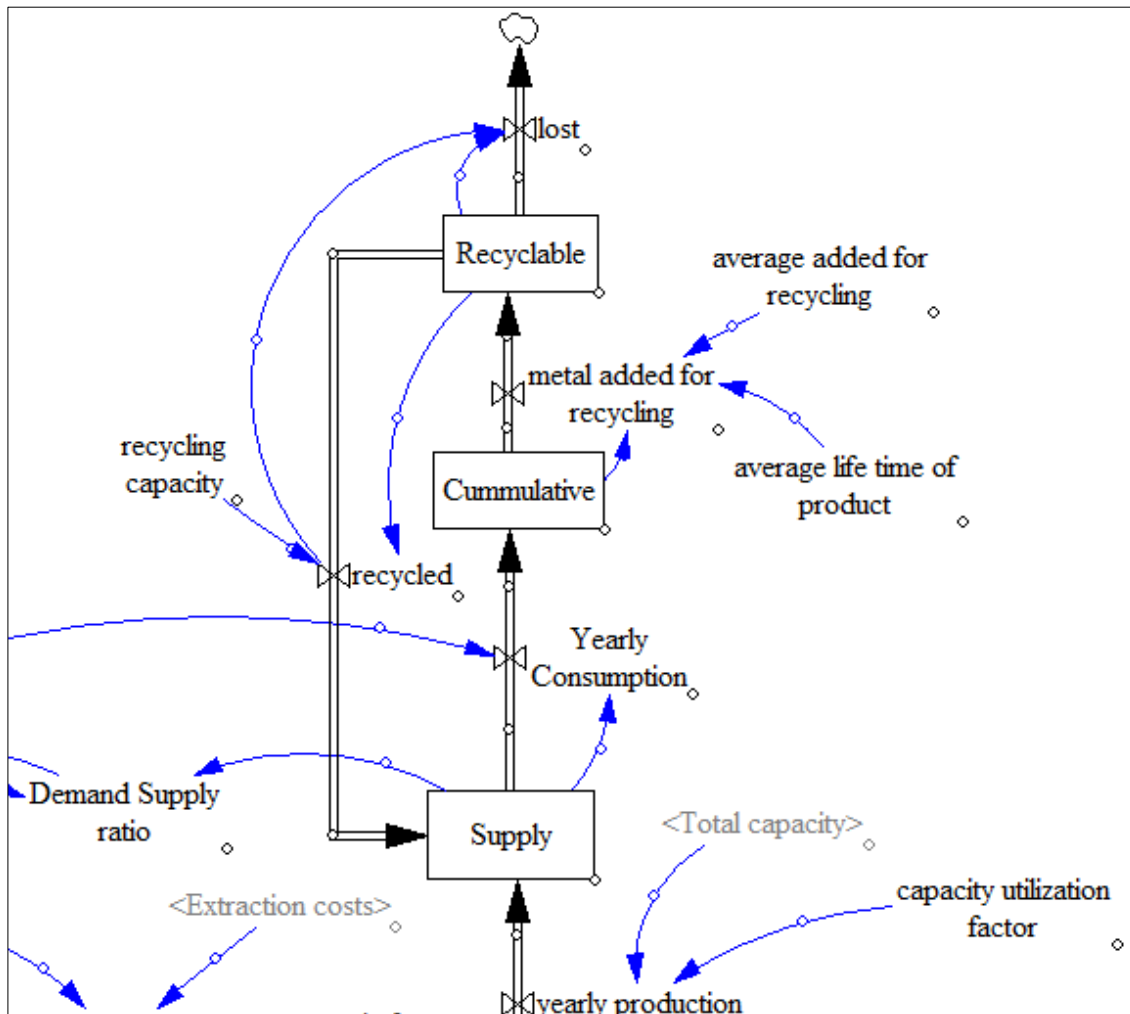 lost
Recyclable
average added for
recycling
metal added for
recycling
recycling
capacity
average life time of
product
Cummulative
recycled
Yearly
Consumption
Demand Supply
ratio
Supply
<Total capacity>
<Extraction costs>
capacity utilization
factor
yearly production